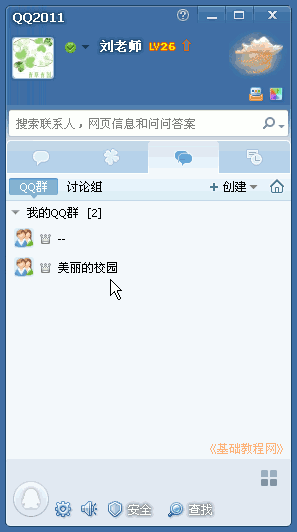 QQ2011
刘老师 LV26
搜索联系人，网页信息和问问答案
QQ群 讨论组 + 创建
我的QQ群 [2]
--
美丽的校园
《基础教程网》
安全 查找